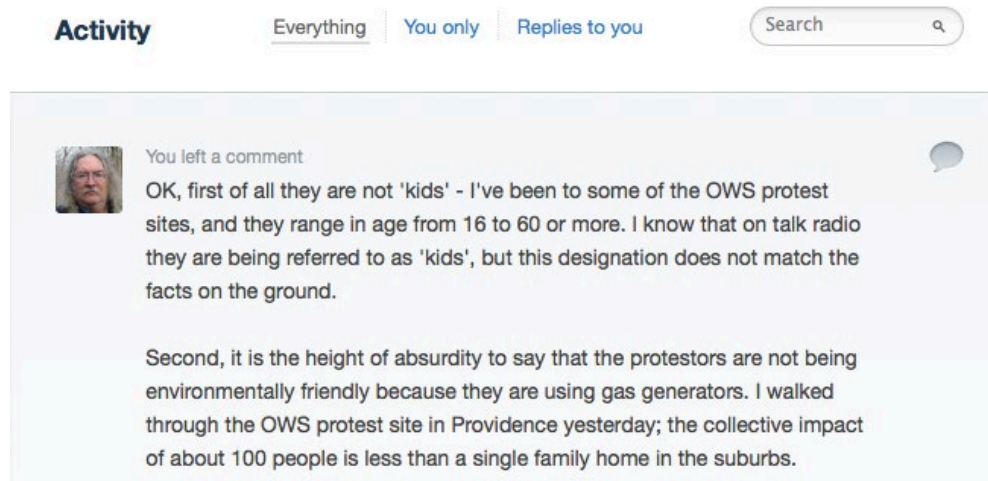 Activity
Everything
You only
Replies to you
Search
You left a comment
OK, first of all they are not 'kids' - I've been to some of the OWS protest
sites, and they range in age from 16 to 60 or more. I know that on talk radio
they are being referred to as 'kids', but this designation does not match the
facts on the ground.
Second, it is the height of absurdity to say that the protestors are not being
environmentally friendly because they are using gas generators. I walked
through the OWS protest site in Providence yesterday; the collective impact
of about 100 people is less than a single family home in the suburbs.